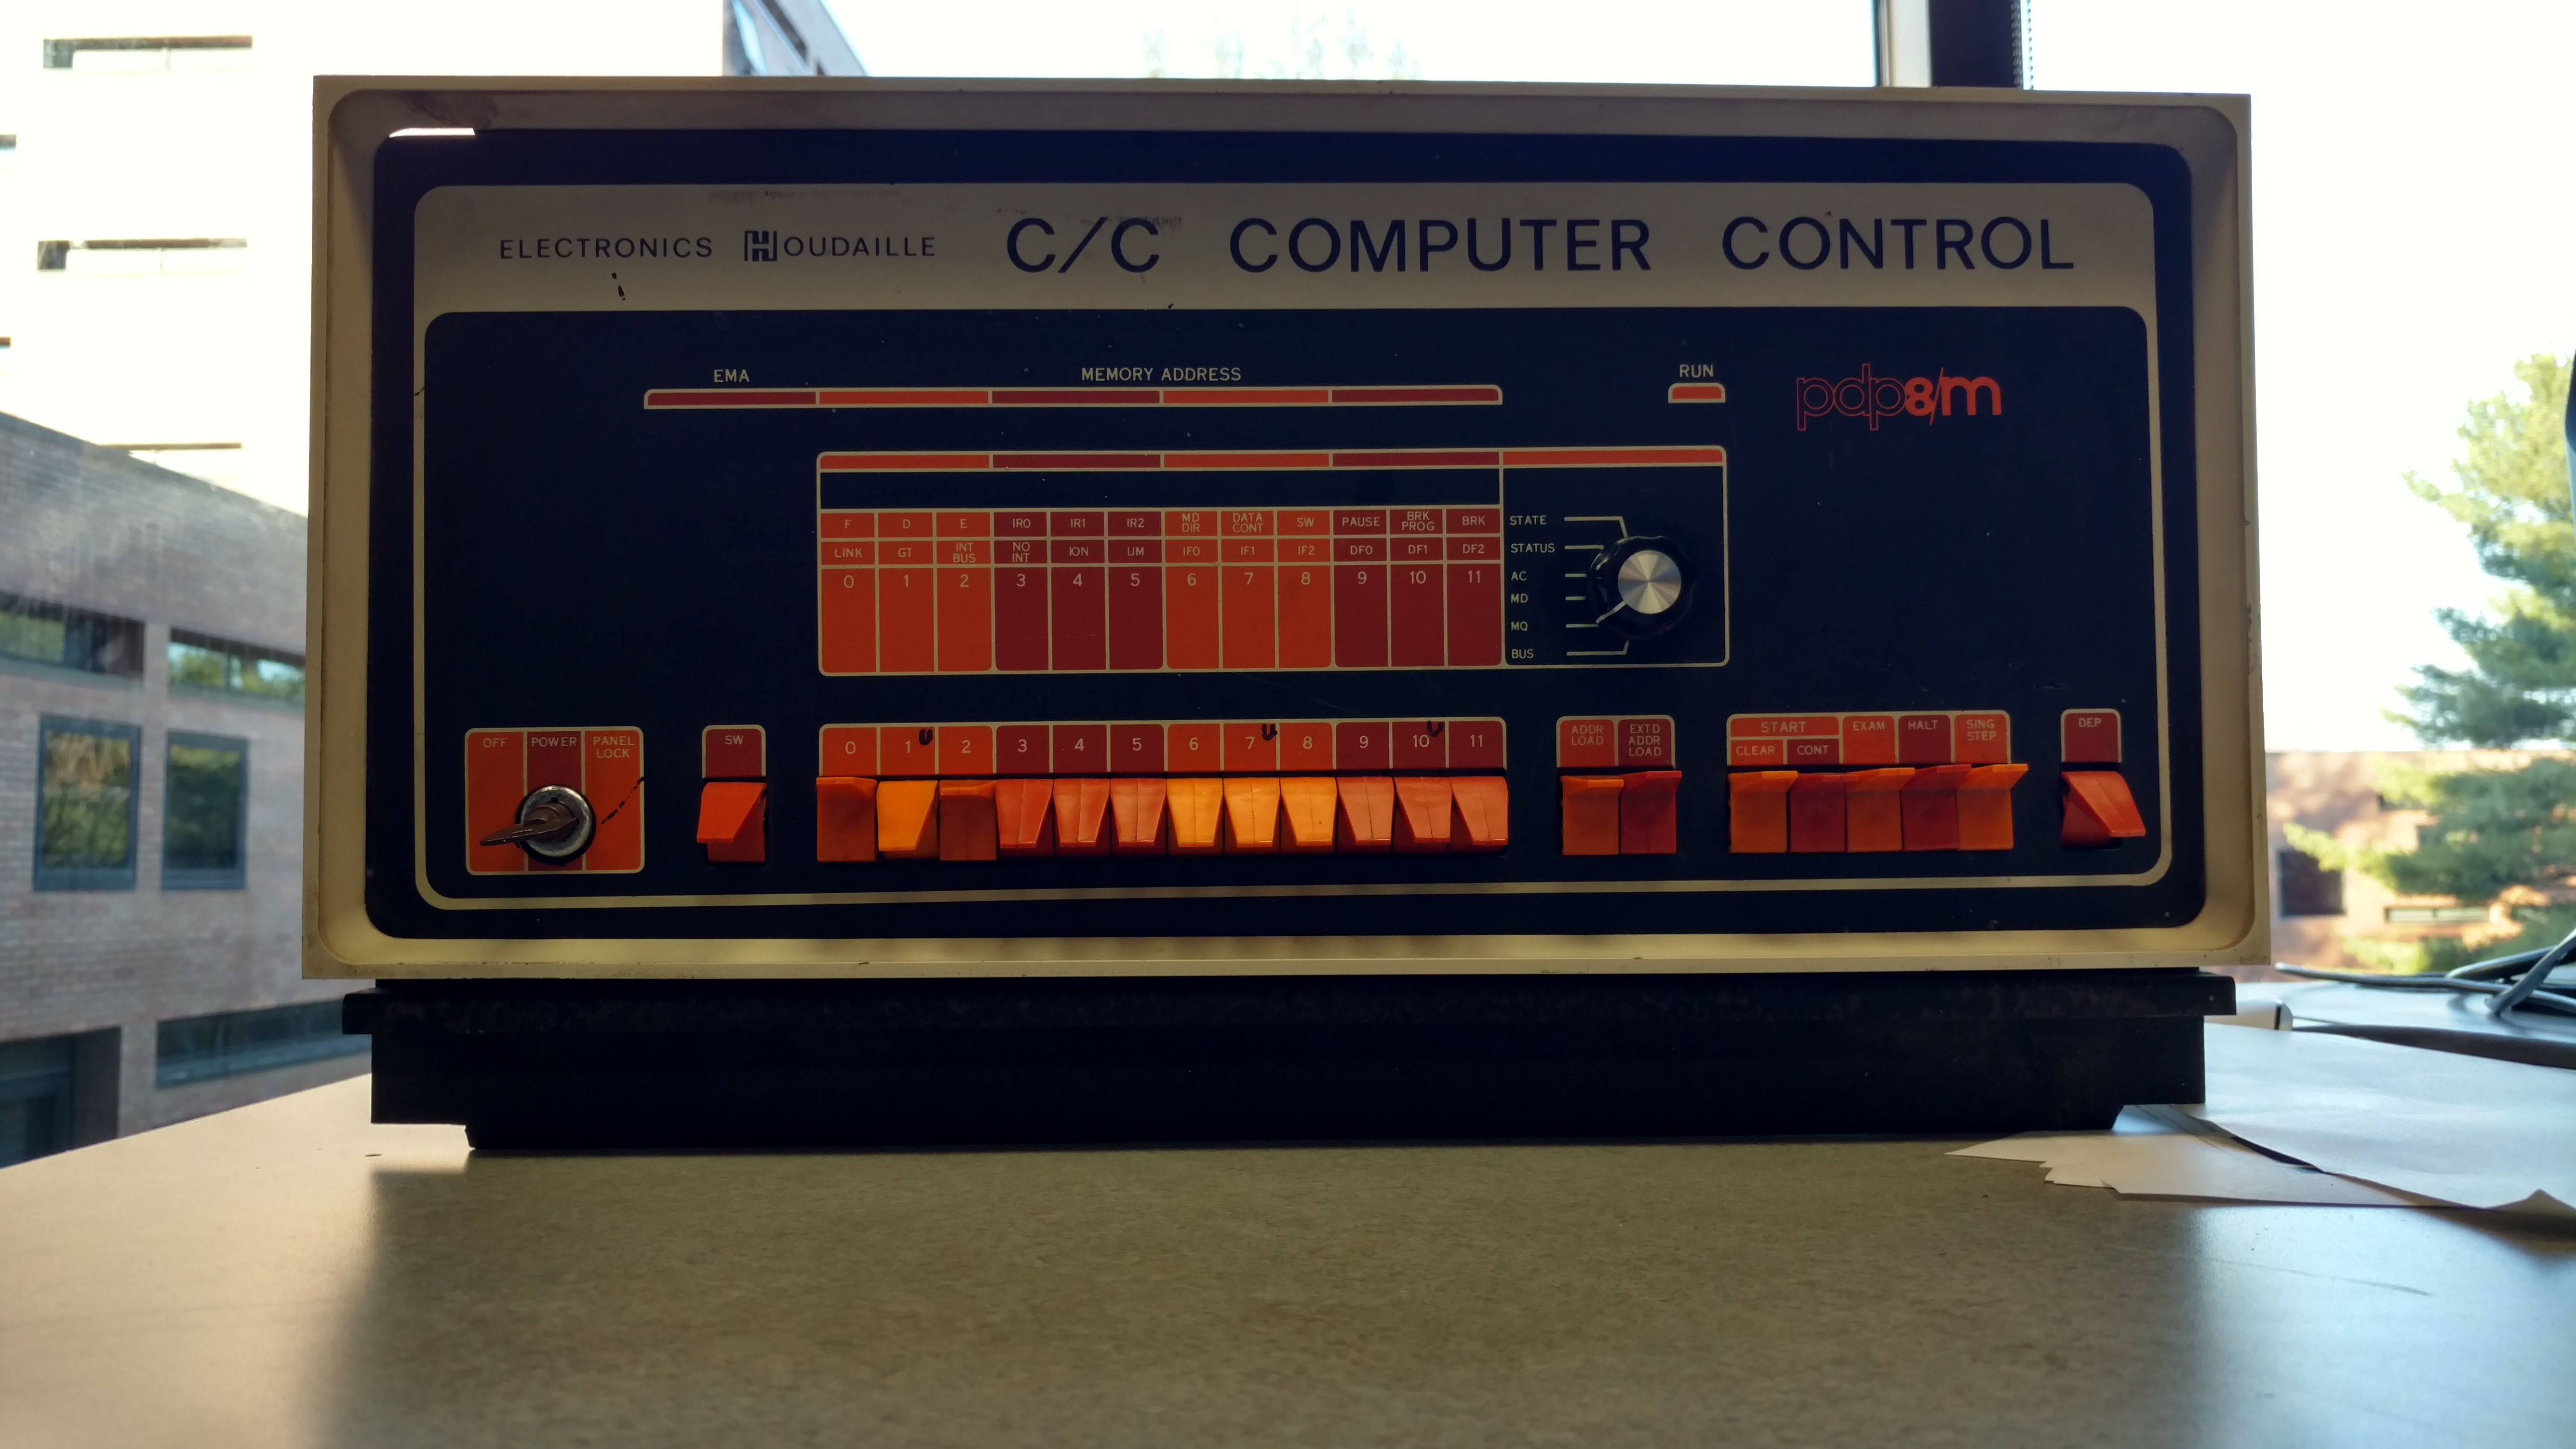 ELECTRONICS HOUDAILLE C/C COMPUTER CONTROL
EMA MEMORY ADDRESS RUN
pdp8/m
F D E IR0 IR1 IR2 MD DIR DATA CONT SW PAUSE BRK PROG BRK
LINK GT INT BUS NO INT ION UM IF0 IF1 IF2 DF0 DF1 DF2
0 1 2 3 4 5 6 7 8 9 10 11
STATE
STATUS
AC
MD
MQ
BUS
OFF POWER PANEL LOCK
SW
0 1 2 3 4 5 6 7 8 9 10 11
ADDR LOAD EXTD ADDR LOAD
START
CLEAR CONT
EXAM HALT SING STEP
DEP